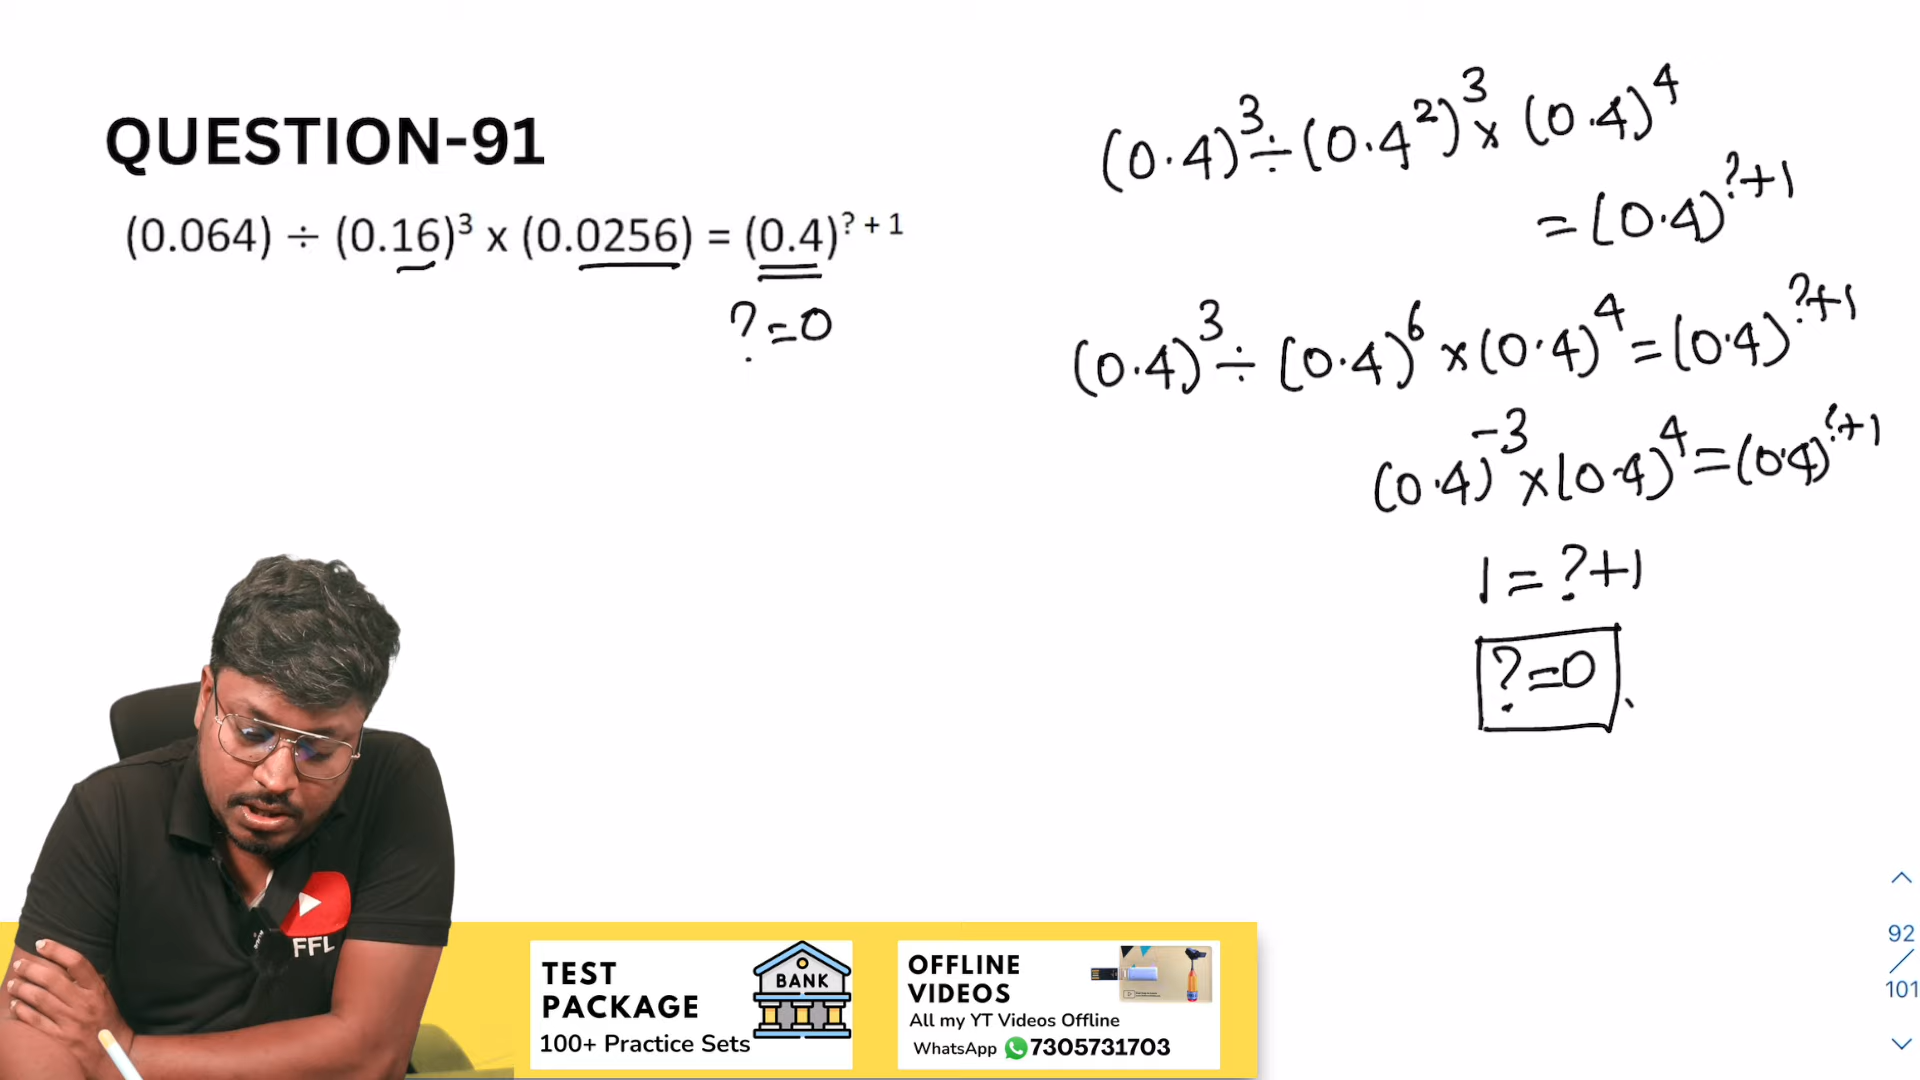 QUESTION-91
(0.064) ÷ (0.16)³ x (0.0256) = (0.4)^? + 1
? = 0
(0.4)³ ÷ (0.4²)³ × (0.4)⁴
= (0.4)^?+1
(0.4)³ ÷ (0.4)⁶ × (0.4)⁴ = (0.4)^?+1
(0.4)⁻³ × (0.4)⁴ = (0.4)^?+1
1 = ?+1
? = 0
FFL
TEST
PACKAGE
100+ Practice Sets
BANK
OFFLINE
VIDEOS
All my YT Videos Offline
WhatsApp 7305731703
92
/
101